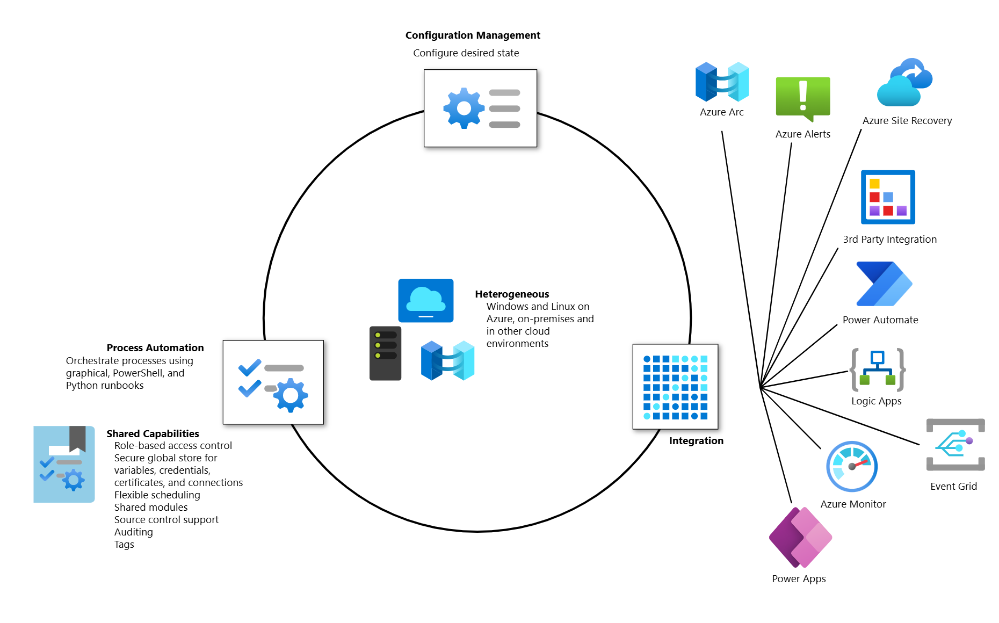 Configuration Management
Configure desired state
Azure Arc
Azure Alerts
Azure Site Recovery
3rd Party Integration
Power Automate
Logic Apps
Event Grid
Azure Monitor
Power Apps
Heterogeneous
Windows and Linux on
Azure, on-premises and
in other cloud
environments
Process Automation
Orchestrate processes using
graphical, PowerShell, and
Python runbooks
Integration
Shared Capabilities
Role-based access control
Secure global store for
variables, credentials,
certificates, and connections
Flexible scheduling
Shared modules
Source control support
Auditing
Tags